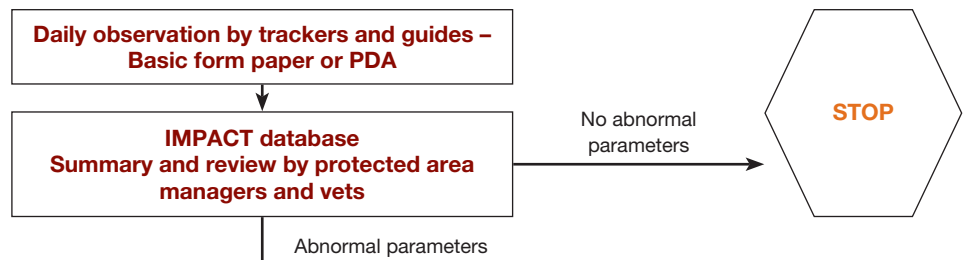 Daily observation by trackers and guides –
Basic form paper or PDA
IMPACT database
Summary and review by protected area
managers and vets
No abnormal
parameters
STOP
Abnormal parameters